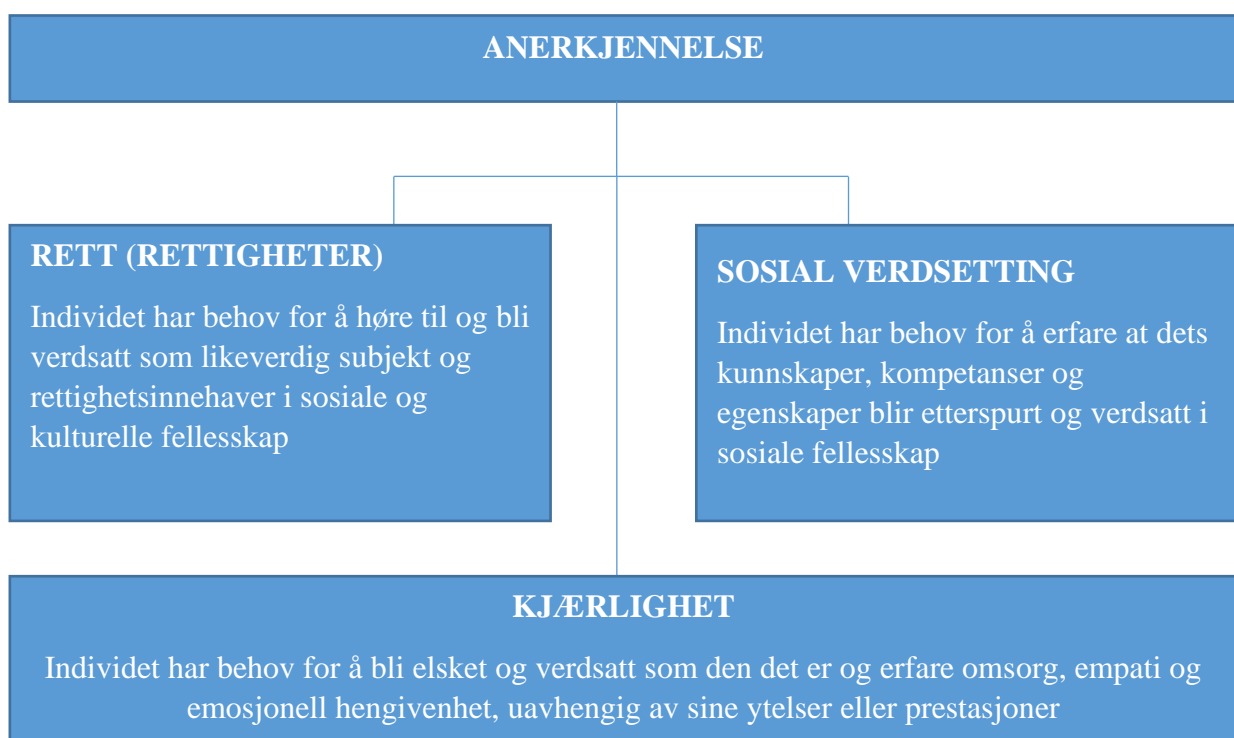 ANERKJENNELSE
RETT (RETTIGHETER)
Individet har behov for å høre til og bli
verdsatt som likeverdig subjekt og
rettighetsinnehaver i sosiale og
kulturelle fellesskap
SOSIAL VERDSETTING
Individet har behov for å erfare at dets
kunnskaper, kompetanser og
egenskaper blir etterspurt og verdsatt i
sosiale fellesskap
KJÆRLIGHET
Individet har behov for å bli elsket og verdsatt som den det er og erfare omsorg, empati og
emosjonell hengivenhet, uavhengig av sine ytelser eller prestasjoner